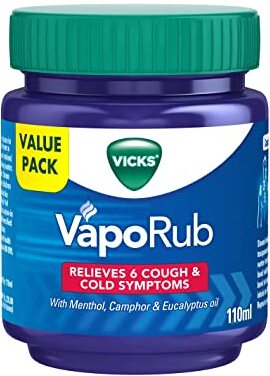 VALUE
PACK
VICKS
VapoRub
RELIEVES 6 COUGH &
COLD SYMPTOMS
With Menthol, Camphor & Eucalyptus oil
110ml